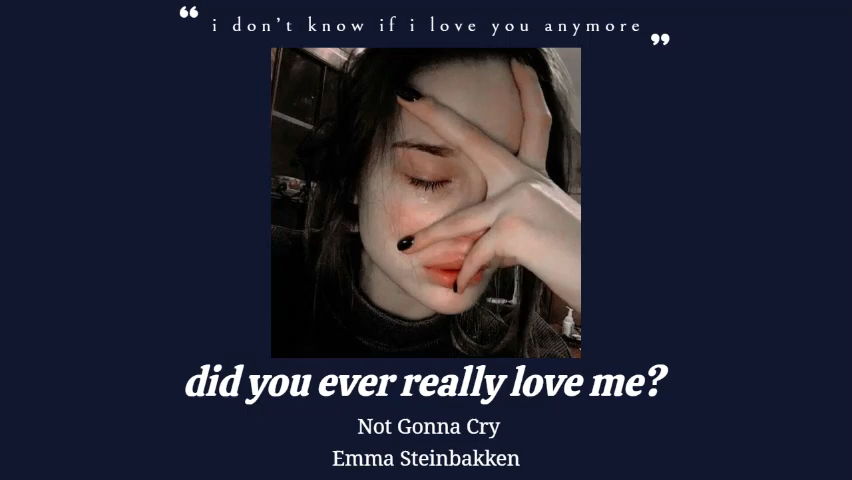 “ i don’t know if i love you anymore ”
did you ever really love me?
Not Gonna Cry
Emma Steinbakken